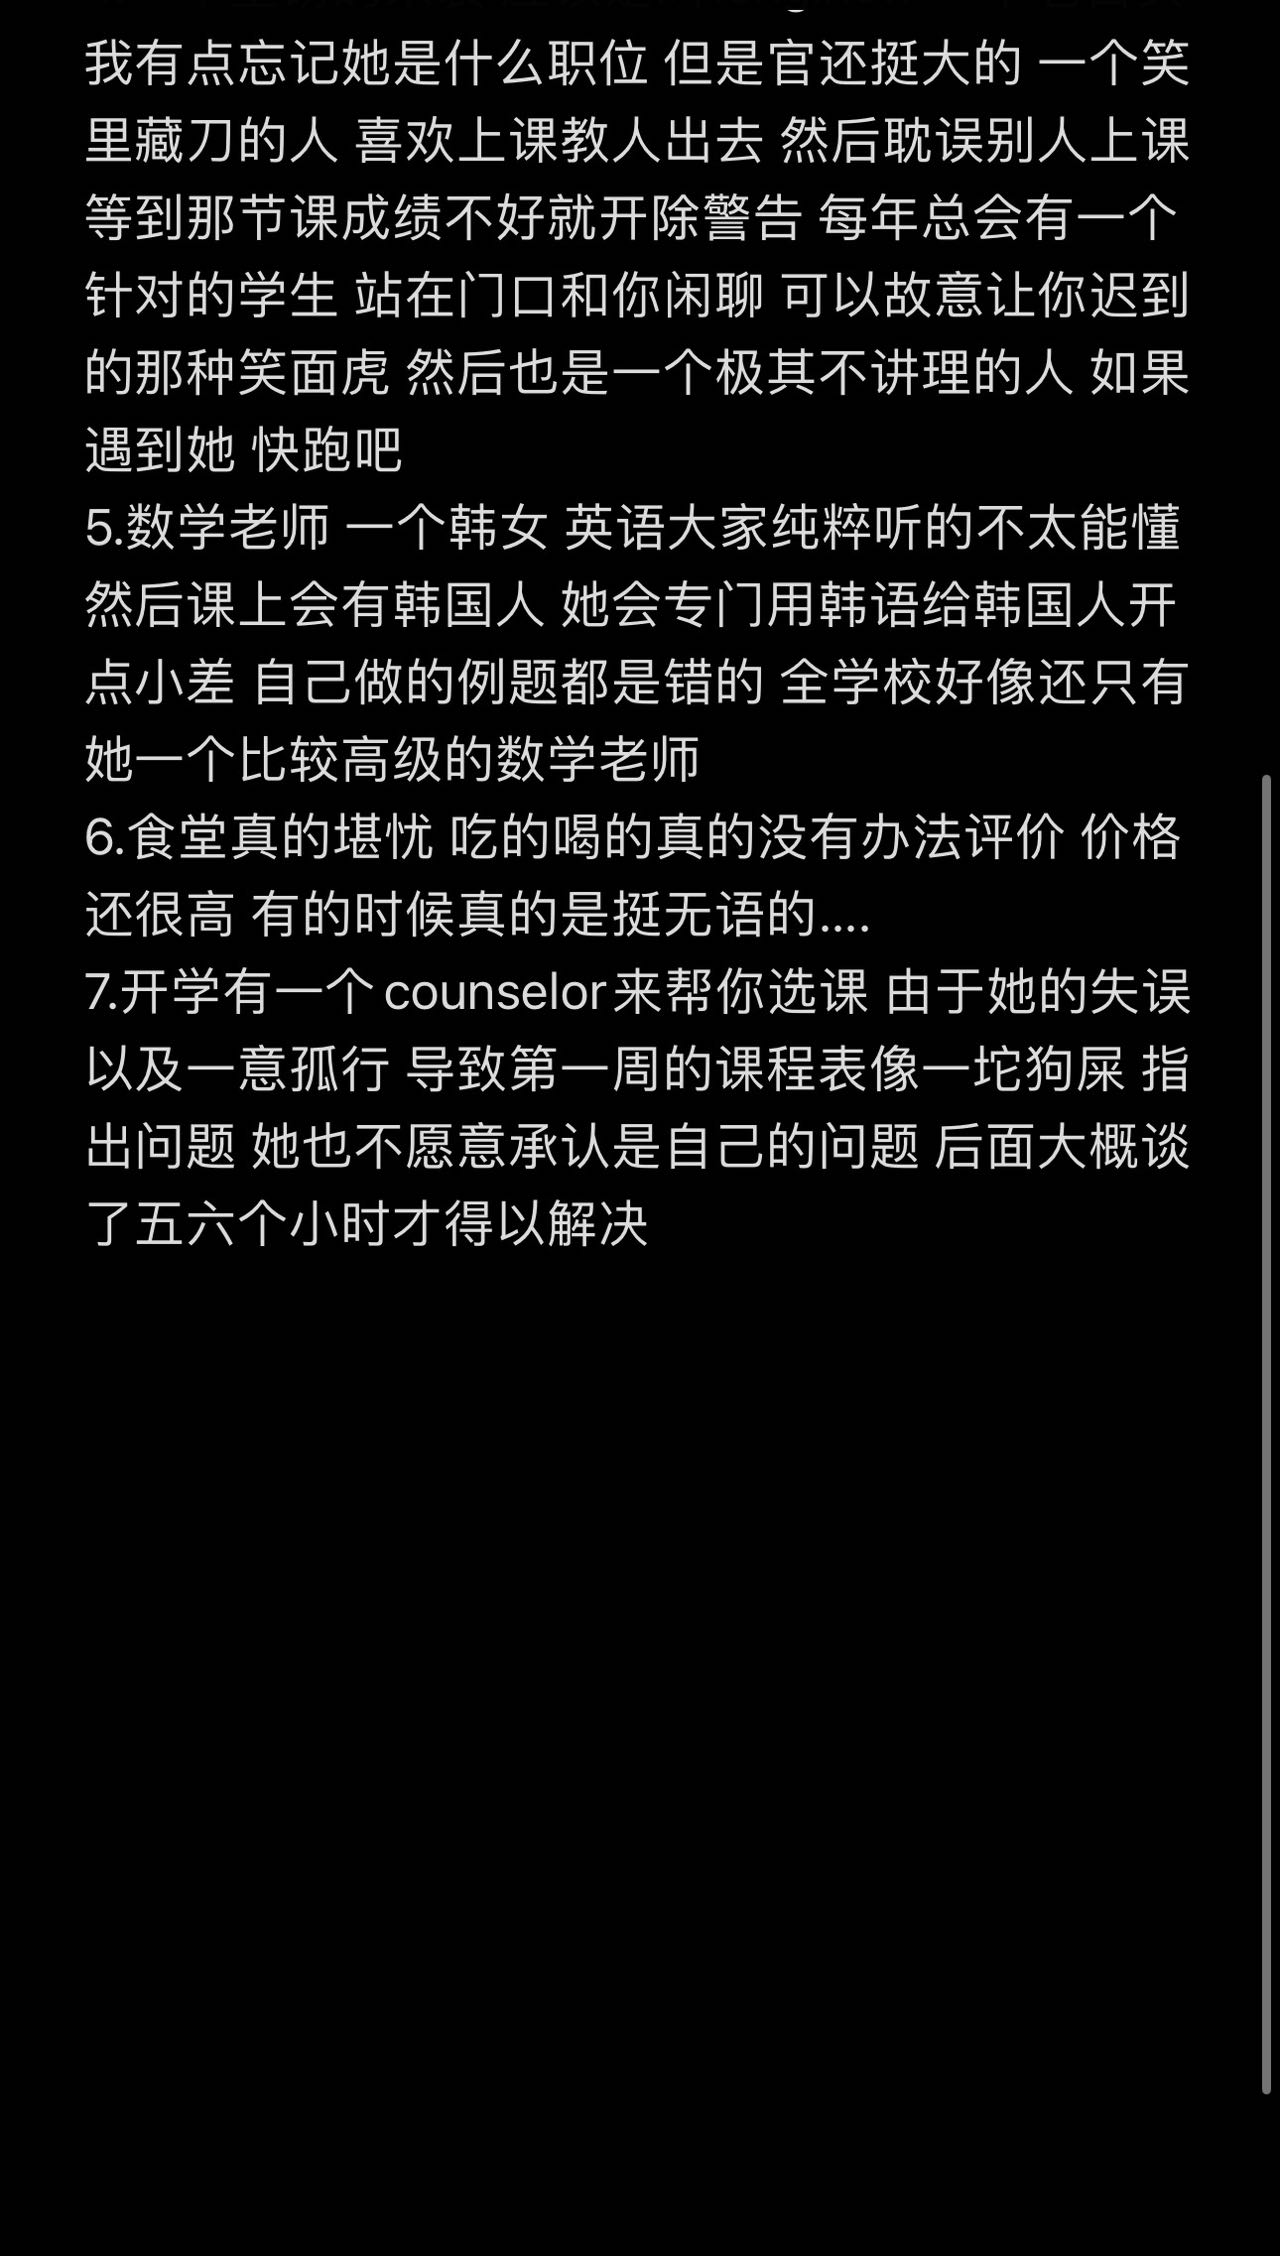 我有点忘记她是什么职位 但是官还挺大的 一个笑
里藏刀的人 喜欢上课教人出去 然后耽误别人上课
等到那节课成绩不好就开除警告 每年总会有一个
针对的学生 站在门口和你闲聊 可以故意让你迟到
的那种笑面虎 然后也是一个极其不讲理的人 如果
遇到她 快跑吧
5.数学老师 一个韩女 英语大家纯粹听的不太能懂
然后课上会有韩国人 她会专门用韩语给韩国人开
点小差 自己做的例题都是错的 全学校好像还只有
她一个比较高级的数学老师
6.食堂真的堪忧 吃的喝的真的没有办法评价 价格
还很高 有的时候真的是挺无语的....
7.开学有一个counselor来帮你选课 由于她的失误
以及一意孤行 导致第一周的课程表像一坨狗屎 指
出问题 她也不愿意承认是自己的问题 后面大概谈
了五六个小时才得以解决